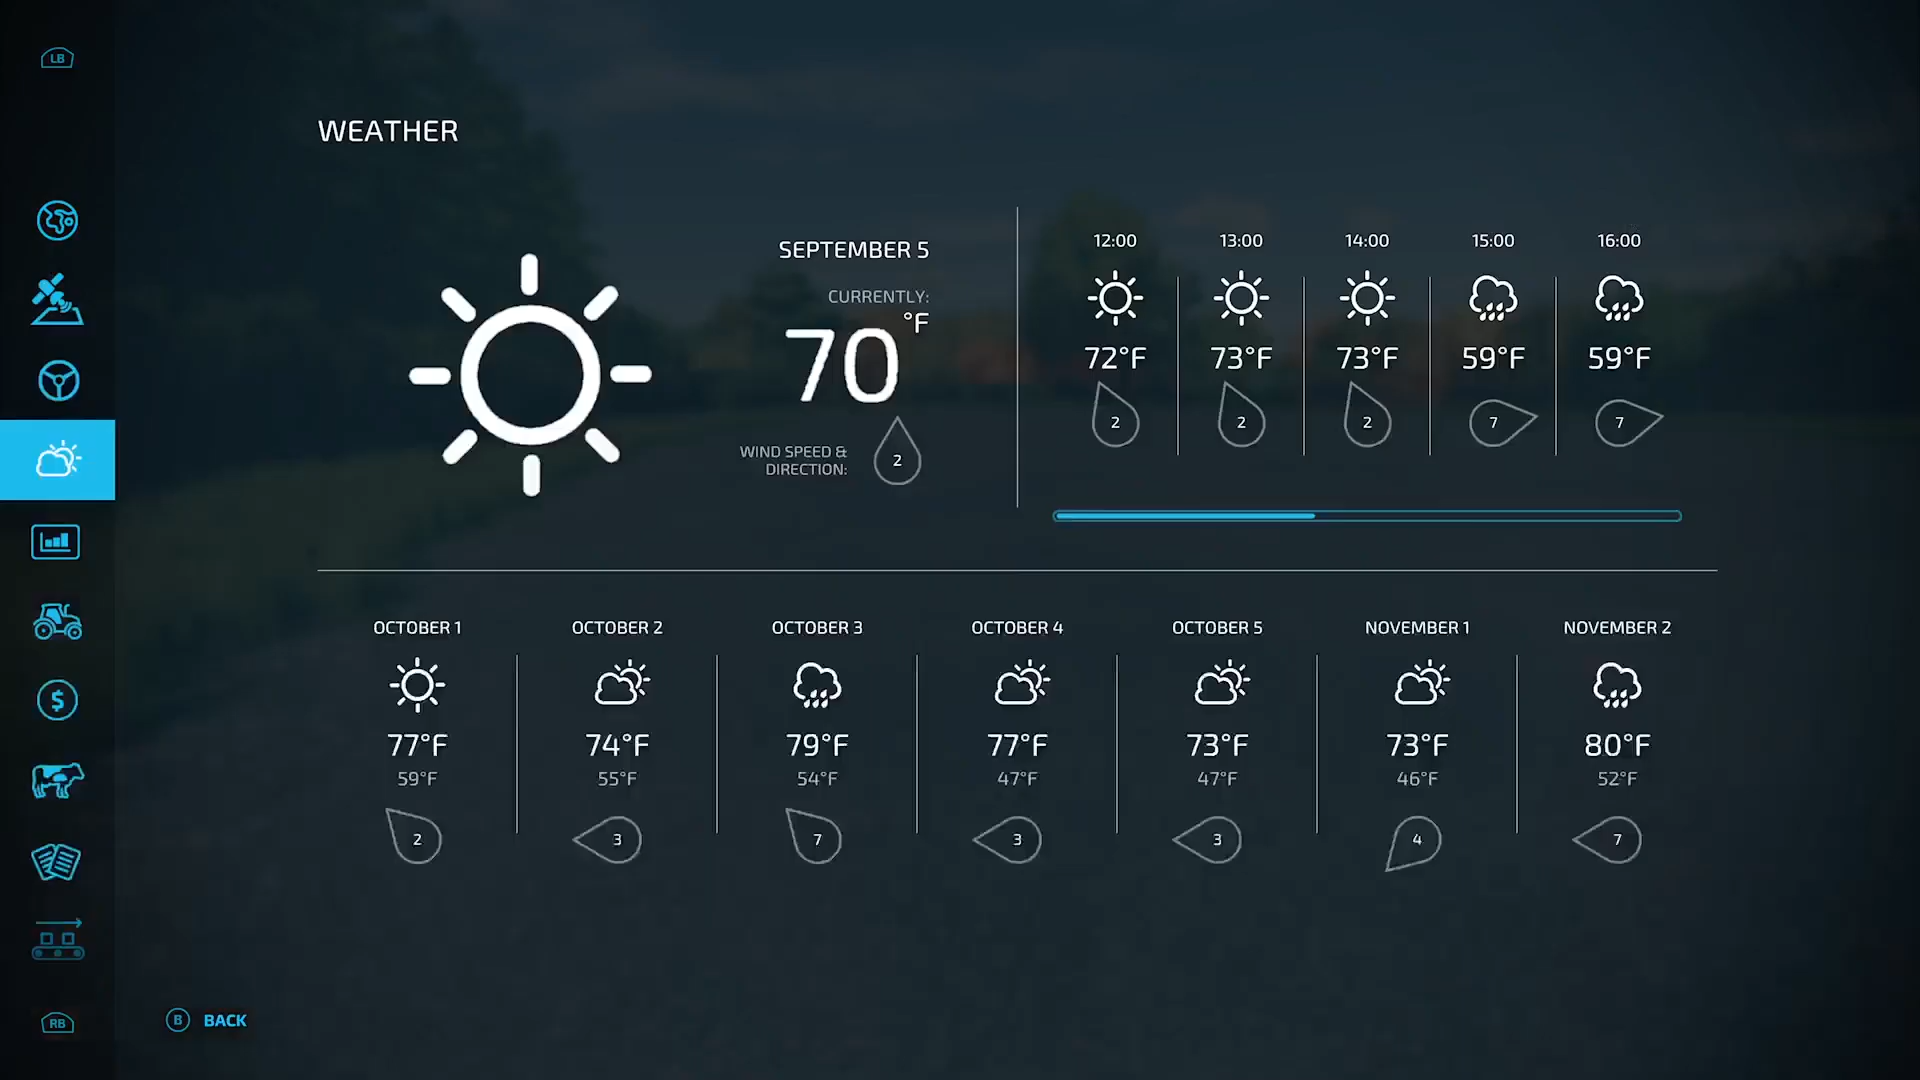 LB
WEATHER
SEPTEMBER 5
CURRENTLY:
70 °F
WIND SPEED &
DIRECTION:
2
12:00 13:00 14:00 15:00 16:00
72°F 73°F 73°F 59°F 59°F
2 2 2 7 7
OCTOBER 1 OCTOBER 2 OCTOBER 3 OCTOBER 4 OCTOBER 5 NOVEMBER 1 NOVEMBER 2
77°F 74°F 79°F 77°F 73°F 73°F 80°F
59°F 55°F 54°F 47°F 47°F 46°F 52°F
2 3 7 3 3 4 7
$
RB
B BACK